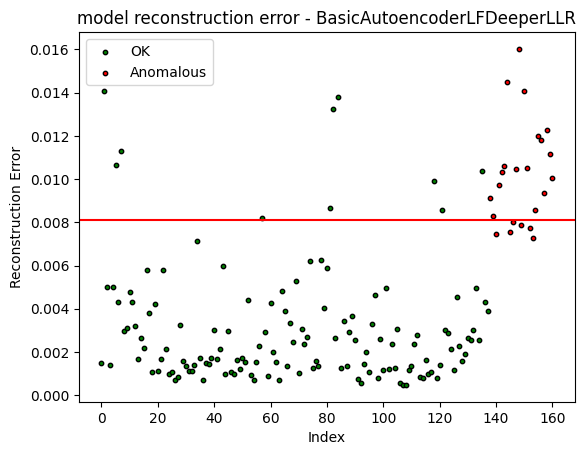 model reconstruction error - BasicAutoencoderLFDeeperLLR
OK
Anomalous
0.016
0.014
0.012
0.010
0.008
0.006
0.004
0.002
0.000
Reconstruction Error
0 20 40 60 80 100 120 140 160
Index